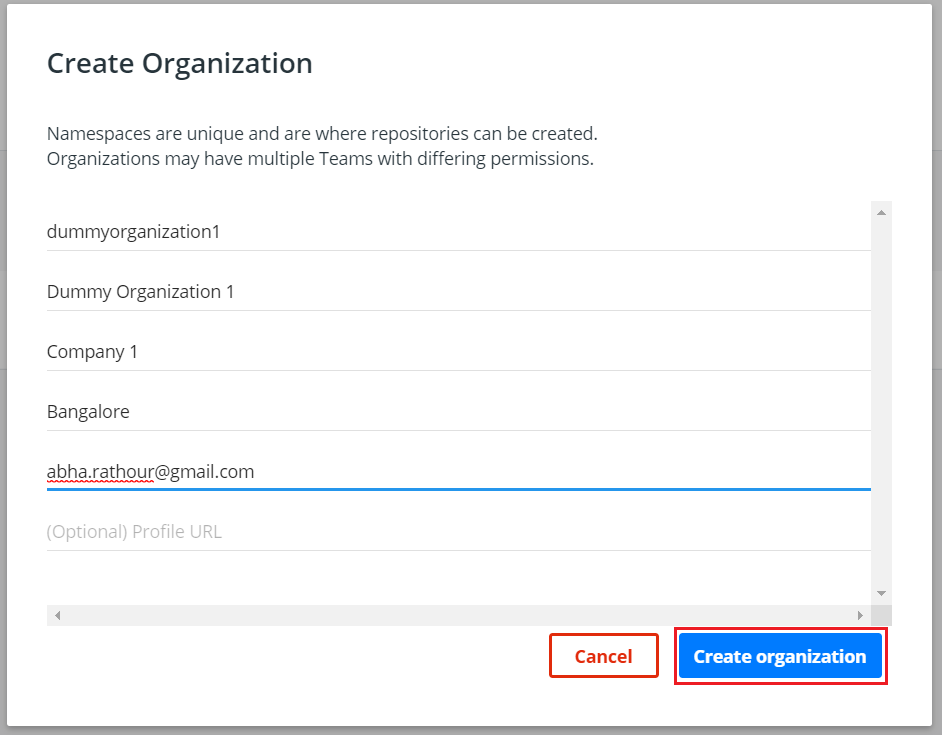 Create Organization
Namespaces are unique and are where repositories can be created.
Organizations may have multiple Teams with differing permissions.
dummyorganization1
Dummy Organization 1
Company 1
Bangalore
abha.rathour@gmail.com
(Optional) Profile URL
Cancel
Create organization